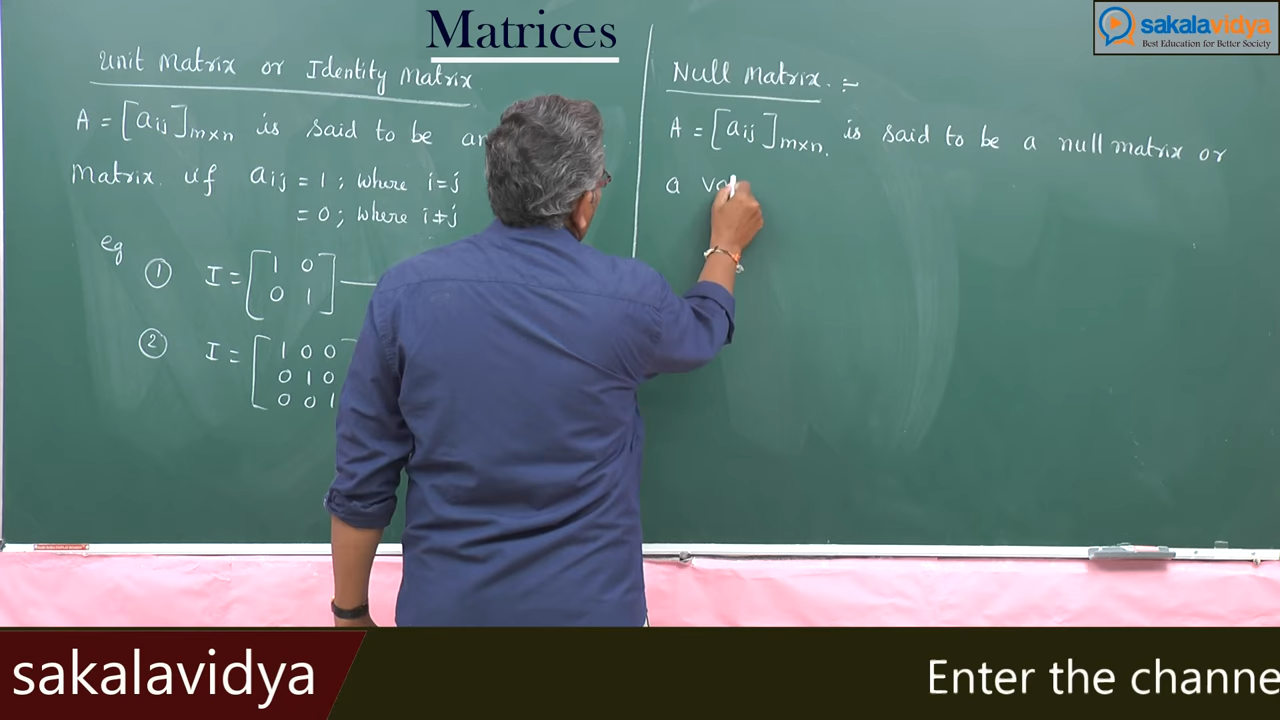 Matrices
sakalavidya
Best Education for Better Society
Unit Matrix or Identity Matrix
A = [aij]m×n is said to be an
Matrix if aij = 1 ; where i=j
= 0 ; where i≠j
eg
① I = [1 0
0 1]
② I = [1 0 0
0 1 0
0 0 1
Null Matrix :-
A = [aij]m×n. is said to be a null matrix or
a
sakalavidya
Enter the channe